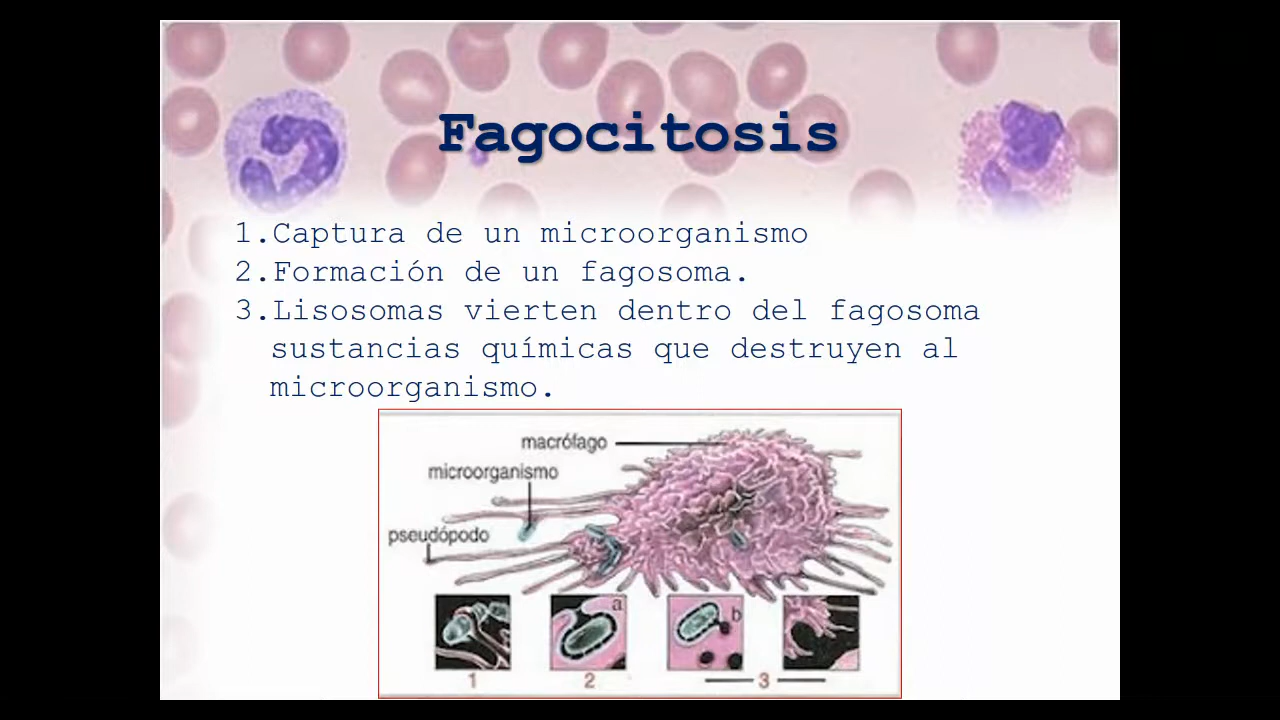 Fagocitosis
1.Captura de un microorganismo
2.Formación de un fagosoma.
3.Lisosomas vierten dentro del fagosoma
sustancias químicas que destruyen al
microorganismo.
macrófago
microorganismo
pseudópodo
a
b
1
2
3